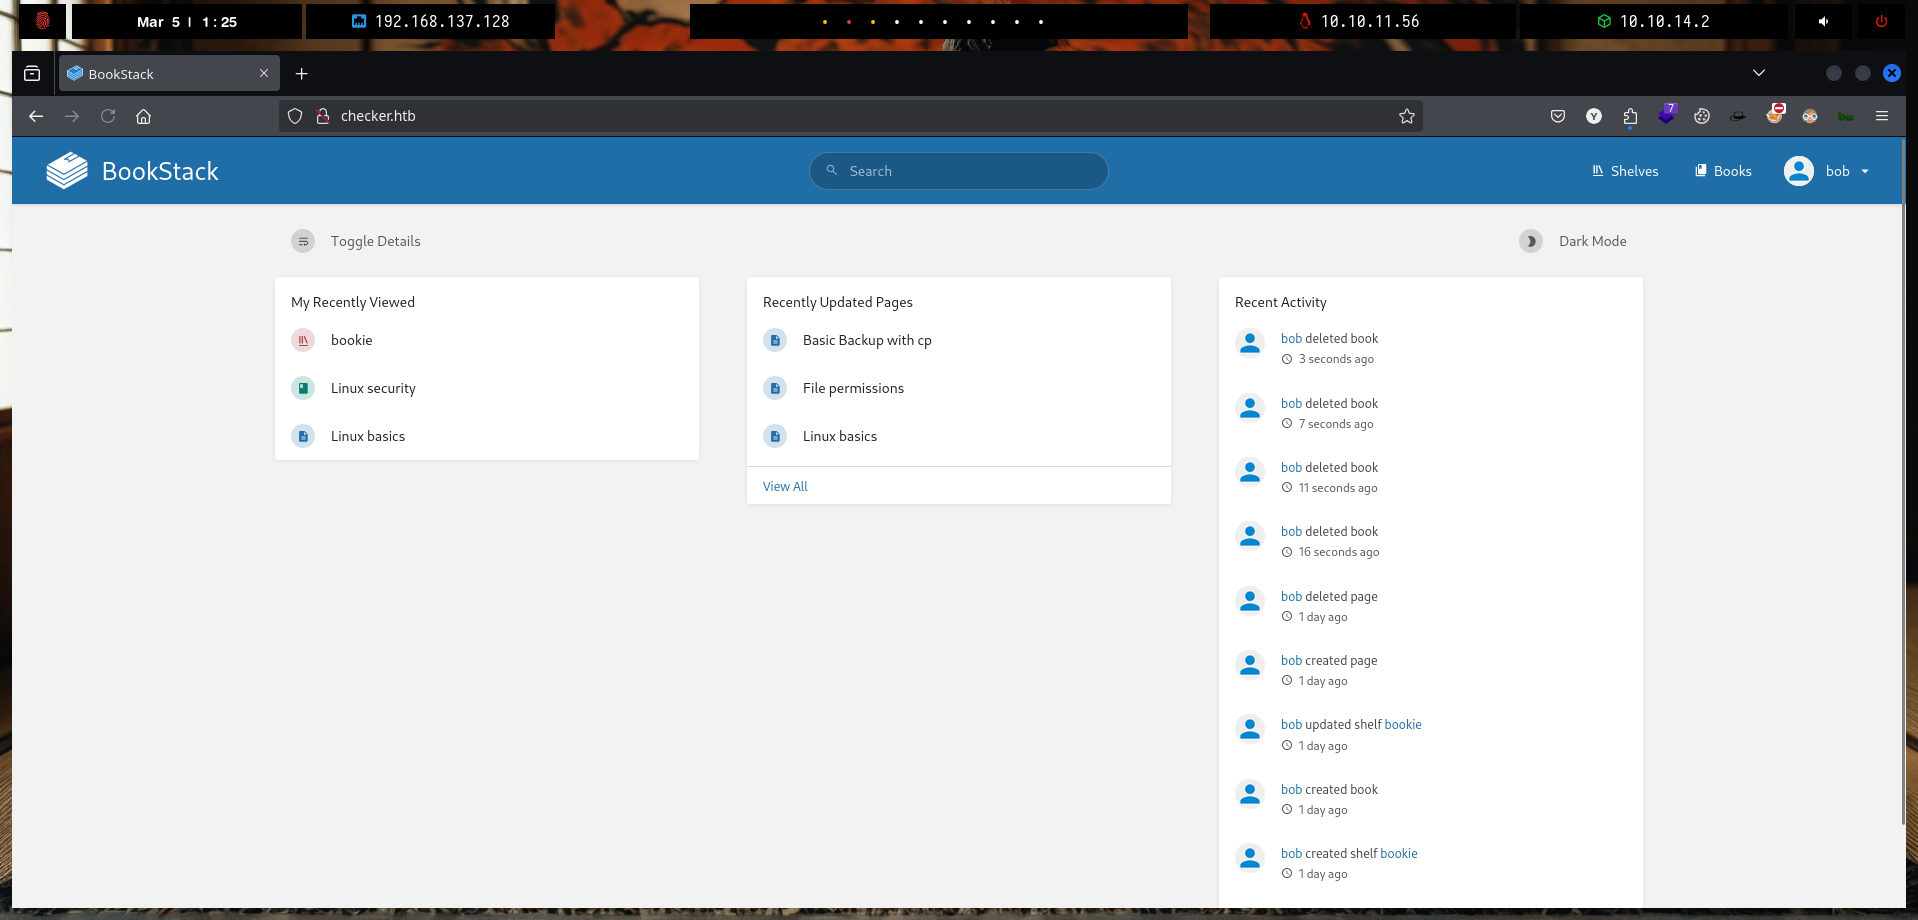 Mar 5 | 1:25
192.168.137.128
10.10.11.56
10.10.14.2
BookStack
checker.htb
Y
7
BookStack
Search
Shelves
Books
bob
Toggle Details
Dark Mode
My Recently Viewed
bookie
Linux security
Linux basics
Recently Updated Pages
Basic Backup with cp
File permissions
Linux basics
View All
Recent Activity
bob deleted book
3 seconds ago
bob deleted book
7 seconds ago
bob deleted book
11 seconds ago
bob deleted book
16 seconds ago
bob deleted page
1 day ago
bob created page
1 day ago
bob updated shelf bookie
1 day ago
bob created book
1 day ago
bob created shelf bookie
1 day ago